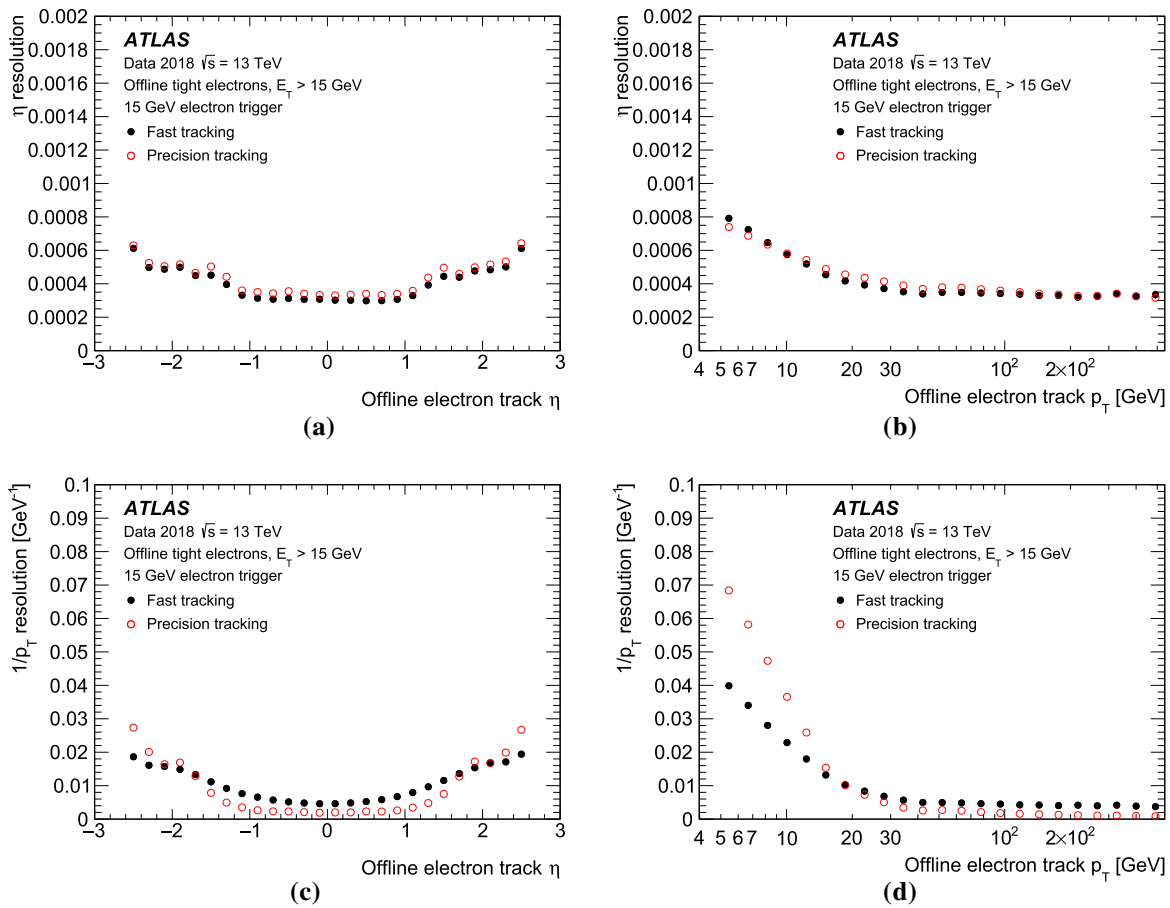 η resolution
0.002
0.0018
0.0016
0.0014
0.0012
0.001
0.0008
0.0006
0.0004
0.0002
0
ATLAS
Data 2018 √s = 13 TeV
Offline tight electrons, E_T > 15 GeV
15 GeV electron trigger
Fast tracking
Precision tracking
−3 −2 −1 0 1 2 3
Offline electron track η
(a)
η resolution
0.002
0.0018
0.0016
0.0014
0.0012
0.001
0.0008
0.0006
0.0004
0.0002
0
ATLAS
Data 2018 √s = 13 TeV
Offline tight electrons, E_T > 15 GeV
15 GeV electron trigger
Fast tracking
Precision tracking
4 5 6 7 10 20 30 10² 2×10²
Offline electron track p_T [GeV]
(b)
1/p_T resolution [GeV⁻¹]
0.1
0.09
0.08
0.07
0.06
0.05
0.04
0.03
0.02
0.01
0
ATLAS
Data 2018 √s = 13 TeV
Offline tight electrons, E_T > 15 GeV
15 GeV electron trigger
Fast tracking
Precision tracking
−3 −2 −1 0 1 2 3
Offline electron track η
(c)
1/p_T resolution [GeV⁻¹]
0.1
0.09
0.08
0.07
0.06
0.05
0.04
0.03
0.02
0.01
0
ATLAS
Data 2018 √s = 13 TeV
Offline tight electrons, E_T > 15 GeV
15 GeV electron trigger
Fast tracking
Precision tracking
4 5 6 7 10 20 30 10² 2×10²
Offline electron track p_T [GeV]
(d)